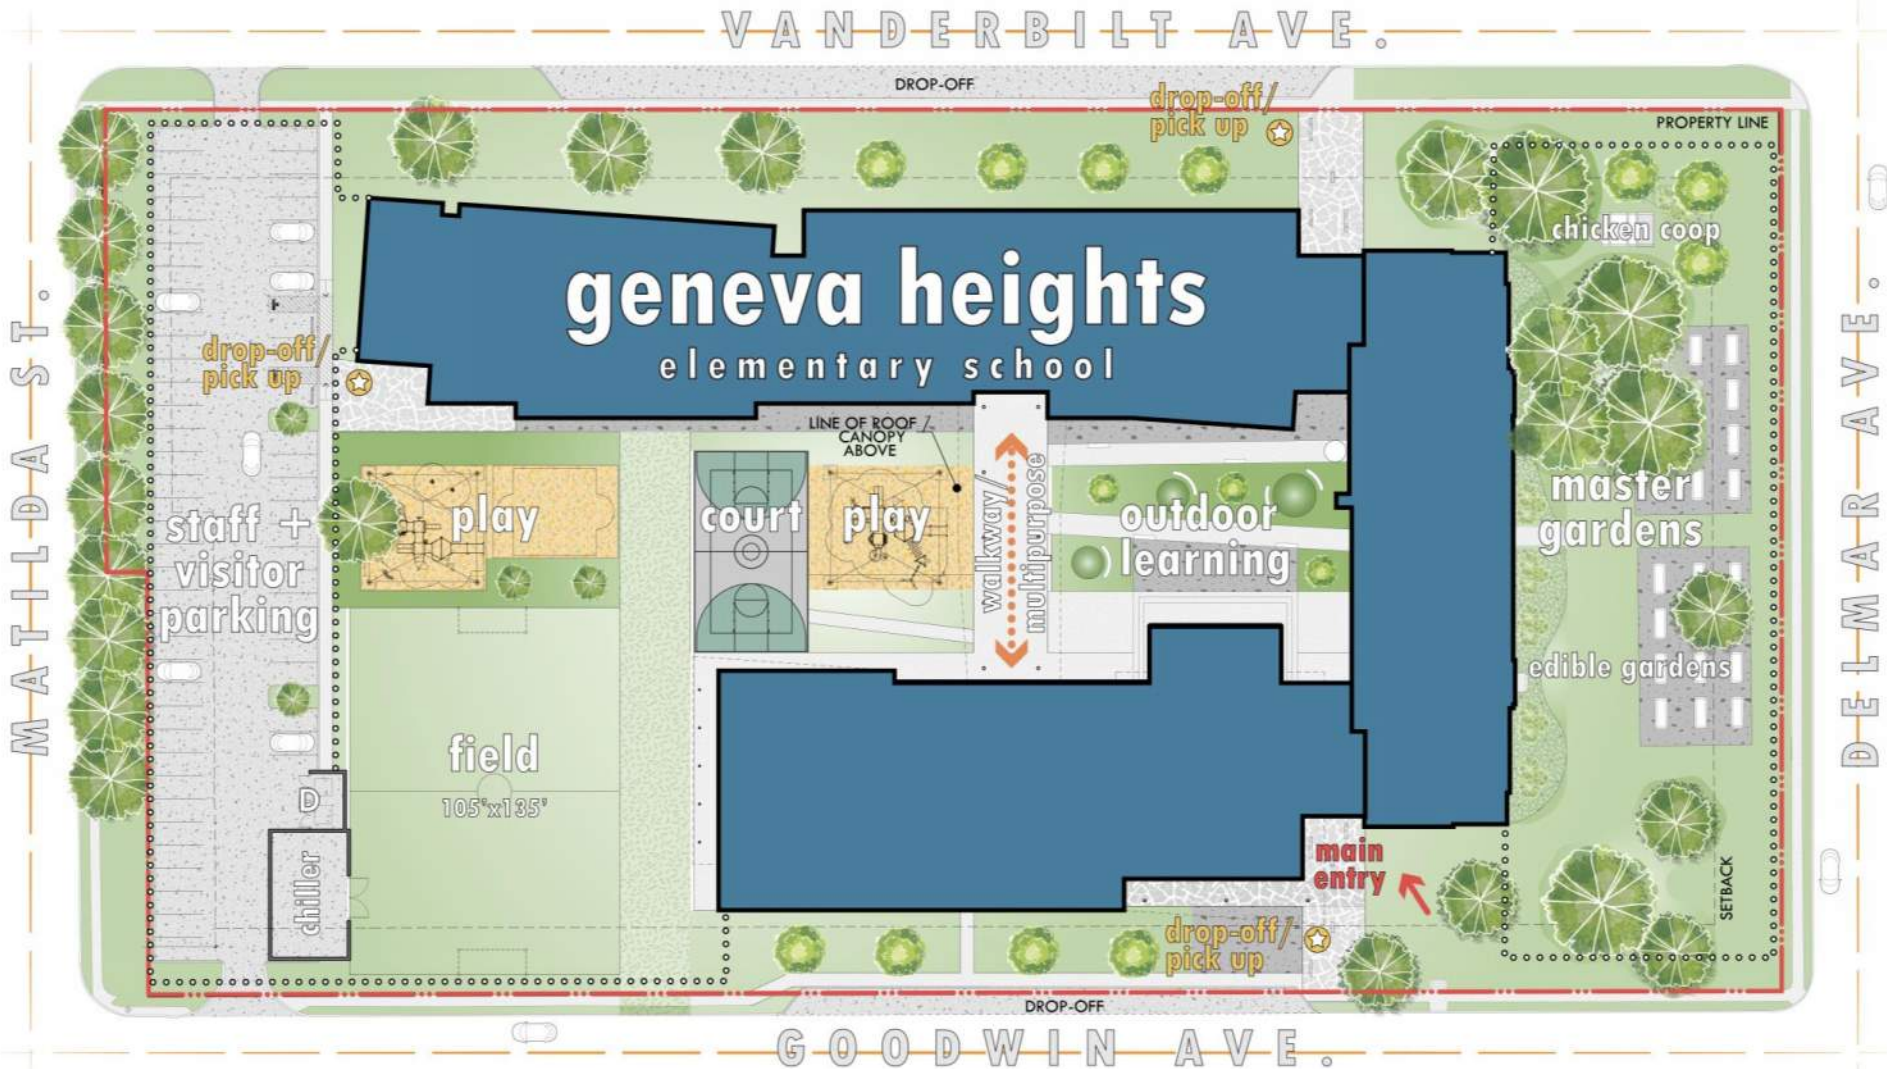 VANDERBILT AVE.
DROP-OFF
drop-off/
pick up
PROPERTY LINE
chicken coop
geneva heights
elementary school
MATILDA ST.
DELMAR AVE.
drop-off/
pick up
LINE OF ROOF /
CANOPY
ABOVE
play
court
play
walkway/
multipurpose
outdoor
learning
master
gardens
staff +
visitor
parking
edible gardens
field
105'x135'
D
chiller
main
entry
SETBACK
drop-off/
pick up
DROP-OFF
GOODWIN AVE.